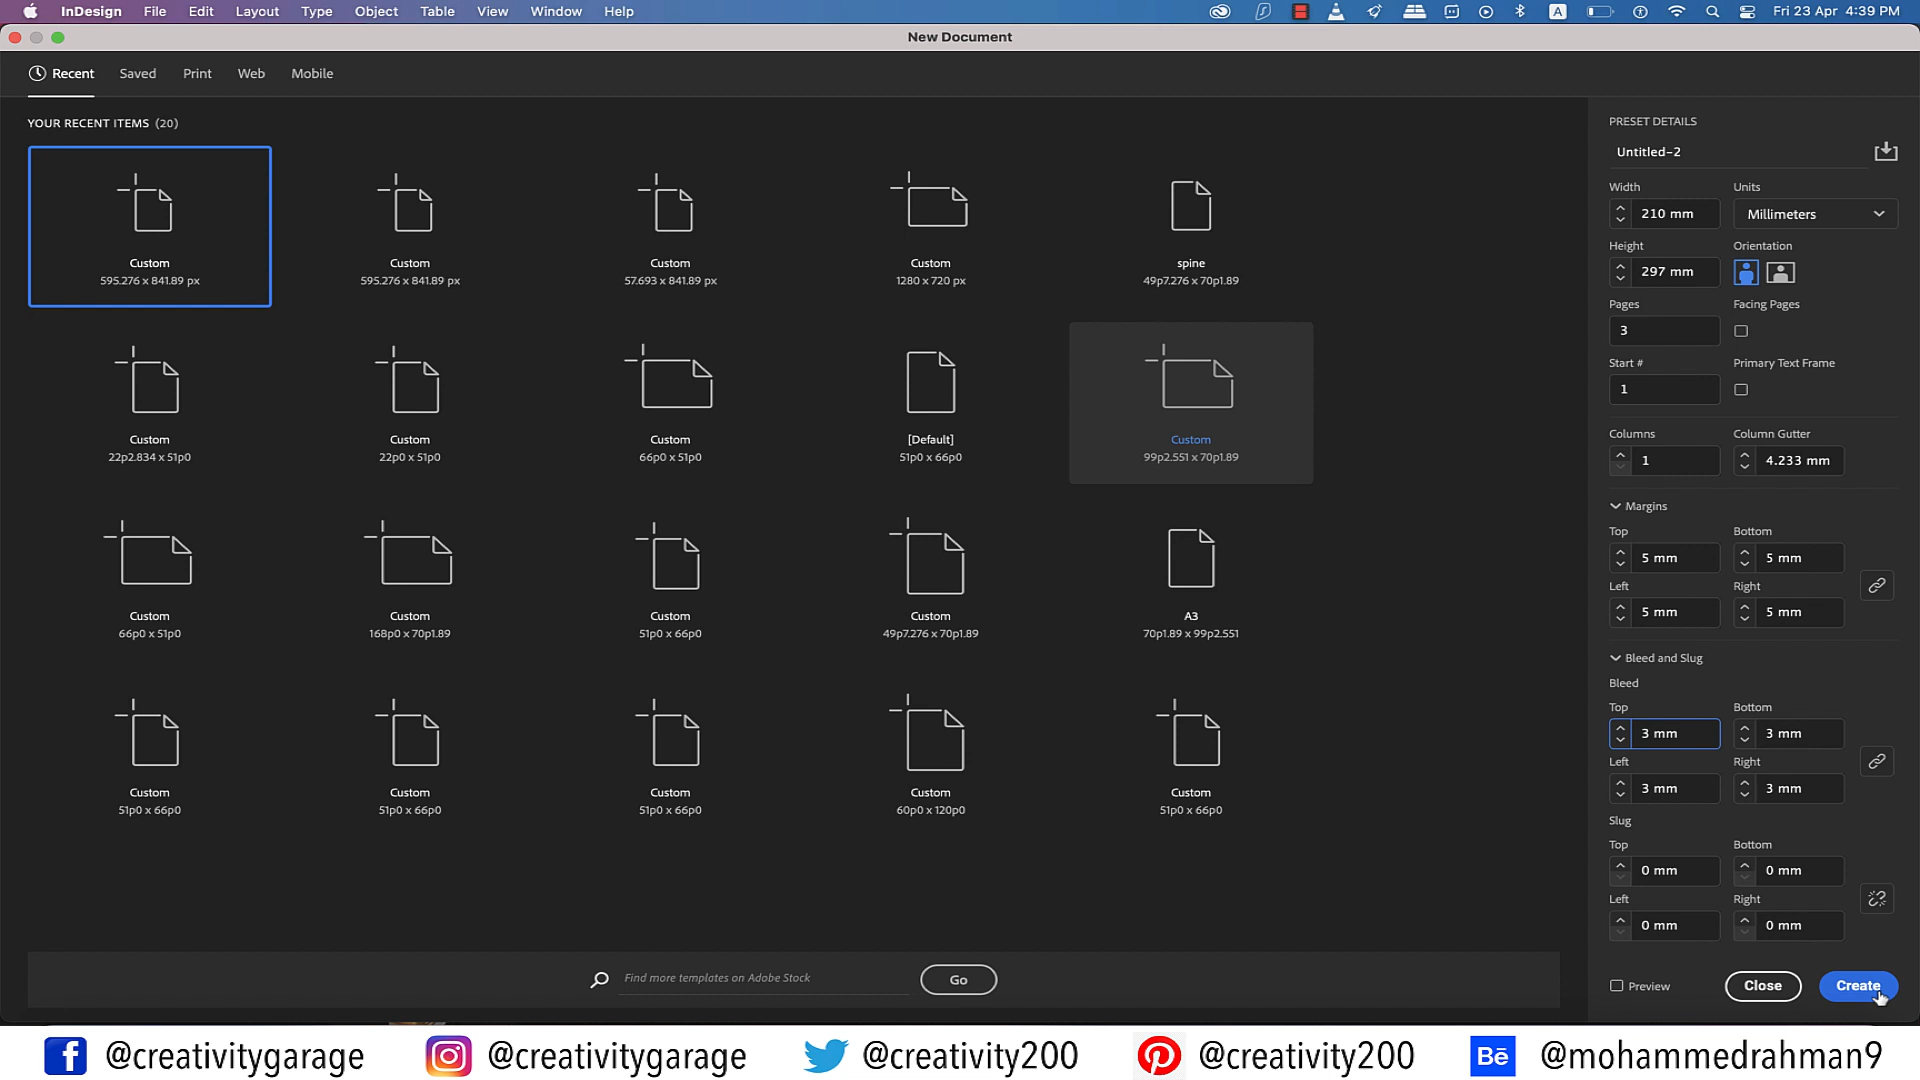 InDesign File Edit Layout Type Object Table View Window Help A Fri 23 Apr 4:39 PM
New Document
Recent Saved Print Web Mobile
YOUR RECENT ITEMS (20)
Custom Custom Custom Custom spine
595.276 x 841.89 px 595.276 x 841.89 px 57.693 x 841.89 px 1280 x 720 px 49p7.276 x 70p1.89
Custom Custom Custom [Default] Custom
22p2.834 x 51p0 22p0 x 51p0 66p0 x 51p0 51p0 x 66p0 99p2.551 x 70p1.89
Custom Custom Custom Custom A3
66p0 x 51p0 168p0 x 70p1.89 51p0 x 66p0 49p7.276 x 70p1.89 70p1.89 x 99p2.551
Custom Custom Custom Custom Custom
51p0 x 66p0 51p0 x 66p0 51p0 x 66p0 60p0 x 120p0 51p0 x 66p0
Find more templates on Adobe Stock Go
PRESET DETAILS
Untitled-2
Width Units
210 mm Millimeters
Height Orientation
297 mm
Pages Facing Pages
3
Start # Primary Text Frame
1
Columns Column Gutter
1 4.233 mm
Margins
Top Bottom
5 mm 5 mm
Left Right
5 mm 5 mm
Bleed and Slug
Bleed
Top Bottom
3 mm 3 mm
Left Right
3 mm 3 mm
Slug
Top Bottom
0 mm 0 mm
Left Right
0 mm 0 mm
Preview Close Create
f @creativitygarage @creativitygarage @creativity200 @creativity200 Bē @mohammedrahman9